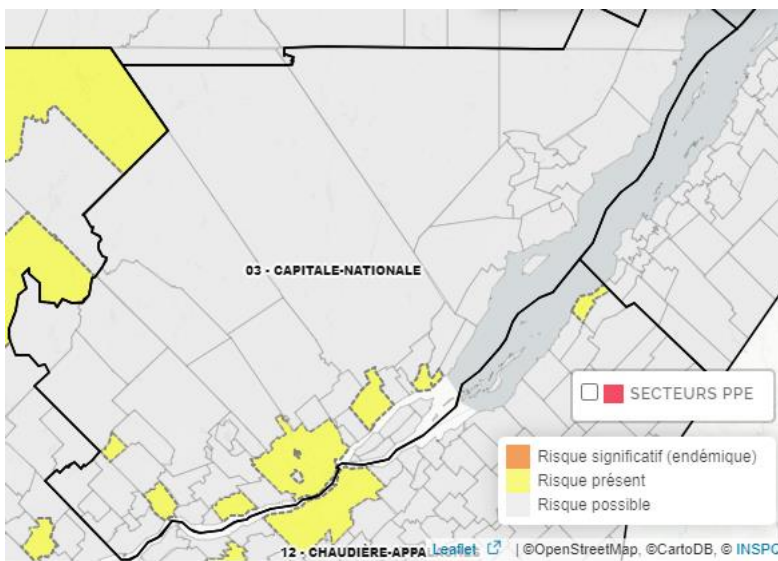 03 - CAPITALE-NATIONALE
SECTEURS PPE
Risque significatif (endémique)
Risque présent
Risque possible
12 - CHAUDIÈRE-APPA
Leaflet | ©OpenStreetMap, ©CartoDB, © INSPQ